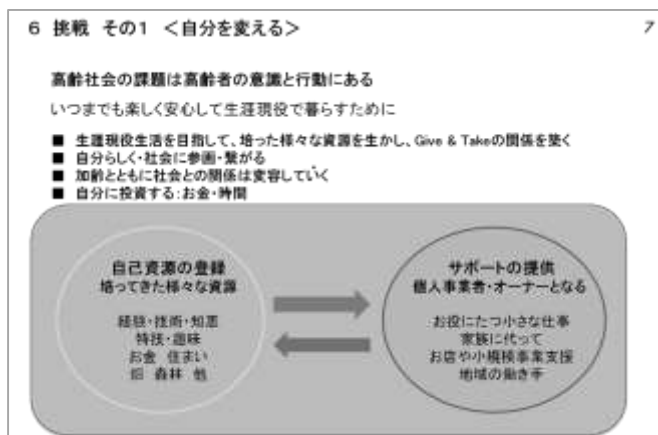 6 挑戦 その1 ＜自分を変える＞
7
高齢社会の課題は高齢者の意識と行動にある
いつまでも楽しく安心して生涯現役で暮らすために
■ 生涯現役生活を目指して、培った様々な資源を生かし、Give & Takeの関係を築く
■ 自分らしく・社会に参画・繋がる
■ 加齢とともに社会との関係は変容していく
■ 自分に投資する：お金・時間
自己資源の登録
培ってきた様々な資源
経験・技術・知恵
特技・趣味
お金 住まい
畑 森林 他
サポートの提供
個人事業者・オーナーとなる
お役にたつ小さな仕事
家族に代って
お店や小規模事業支援
地域の働き手